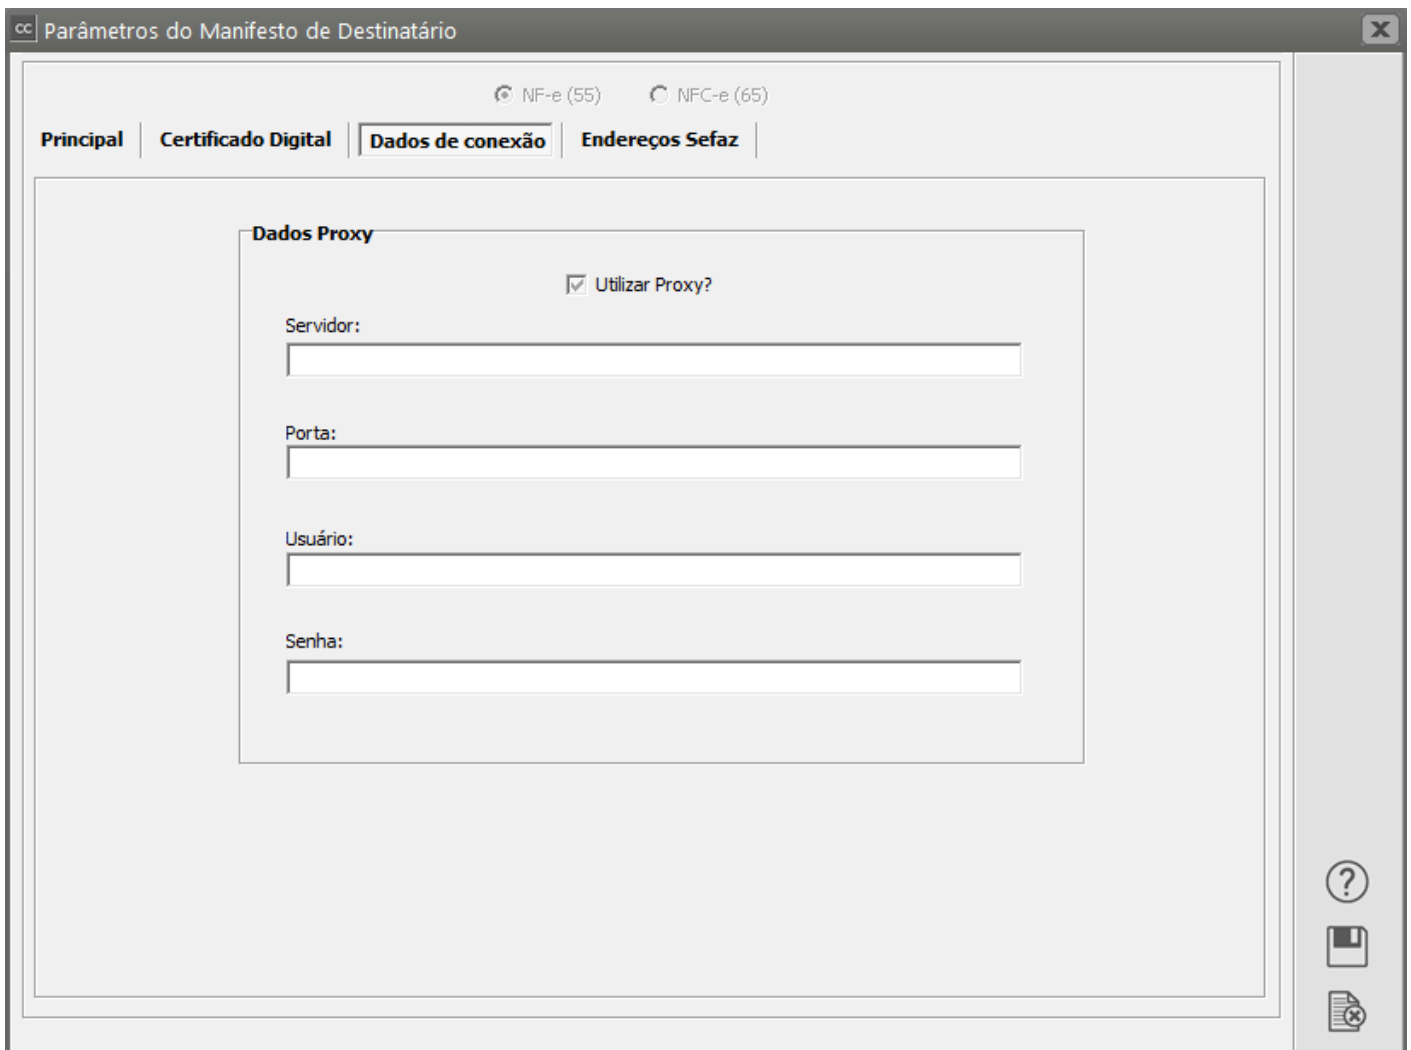 cc Parâmetros do Manifesto de Destinatário
NF-e (55) NFC-e (65)
Principal Certificado Digital Dados de conexão Endereços Sefaz
Dados Proxy
Utilizar Proxy?
Servidor:
Porta:
Usuário:
Senha: